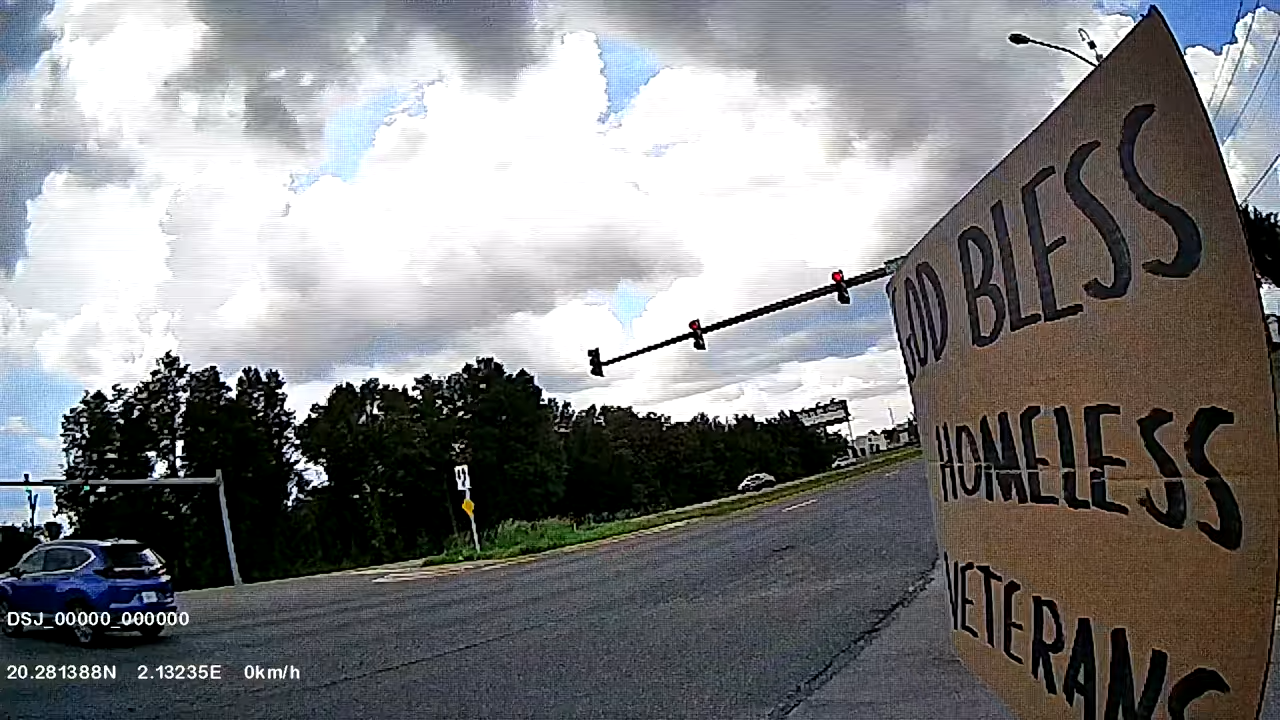 GOD BLESS
HOMELESS
VETERANS
DSJ_00000_000000
20.281388N 2.13235E 0km/h